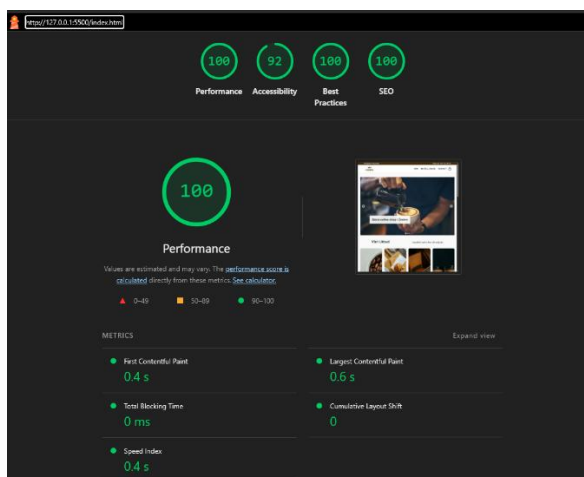 http://127.0.0.1:5500/index.html
100 92 100 100
Performance Accessibility Best Practices SEO
100
Performance
Values are estimated and may vary. The performance score is
calculated directly from these metrics. See calculator.
0–49 50–89 90–100
METRICS Expand view
First Contentful Paint Largest Contentful Paint
0.4 s 0.6 s
Total Blocking Time Cumulative Layout Shift
0 ms 0
Speed Index
0.4 s